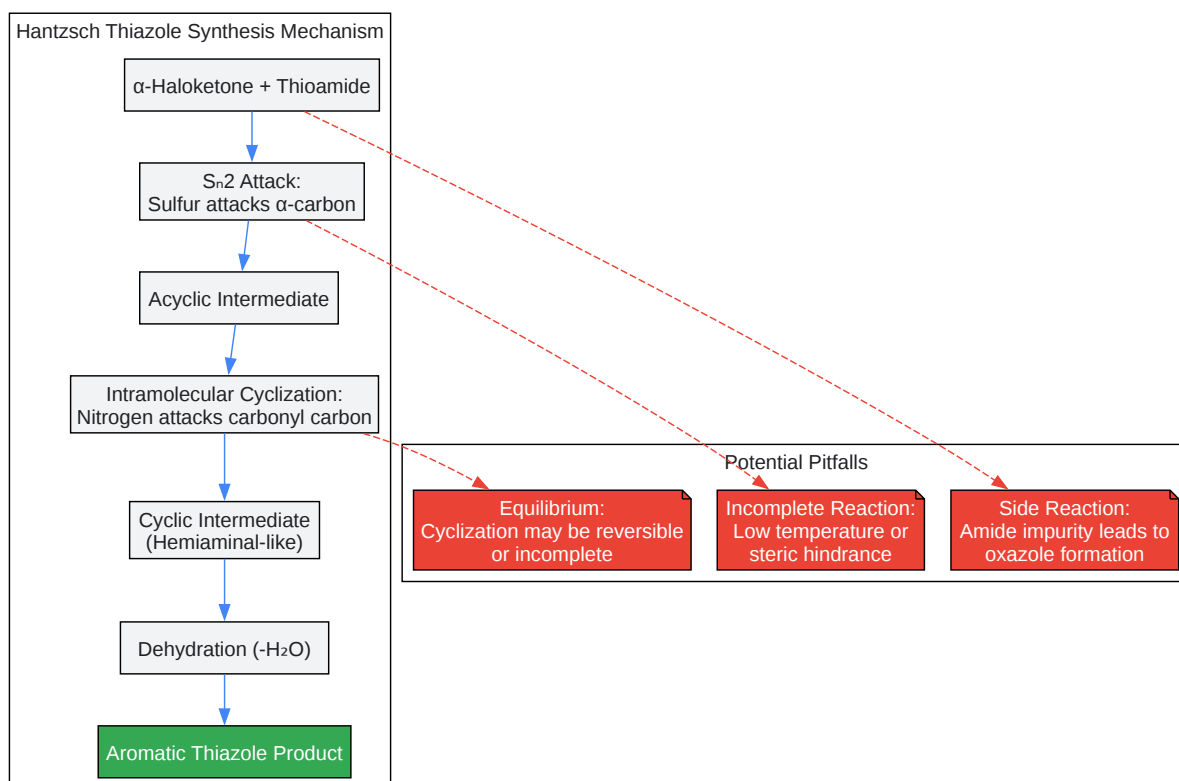 Hantzsch Thiazole Synthesis Mechanism
α-Haloketone + Thioamide
Sₙ2 Attack:
Sulfur attacks α-carbon
Acyclic Intermediate
Intramolecular Cyclization:
Nitrogen attacks carbonyl carbon
Cyclic Intermediate
(Hemiaminal-like)
Dehydration (-H₂O)
Aromatic Thiazole Product
Potential Pitfalls
Equilibrium:
Cyclization may be reversible
or incomplete
Incomplete Reaction:
Low temperature or
steric hindrance
Side Reaction:
Amide impurity leads to
oxazole formation